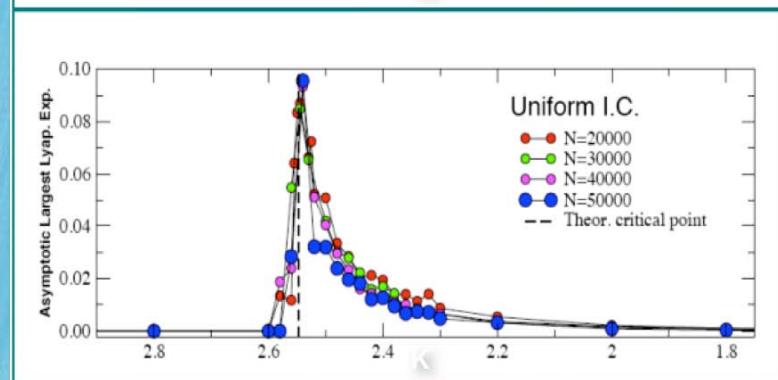 0.10
0.08
0.06
0.04
0.02
0.00
Asymptotic Largest Lyap. Exp.
Uniform I.C.
N=20000
N=30000
N=40000
N=50000
Theor. critical point
2.8
2.6
2.4
2.2
2
1.8
K